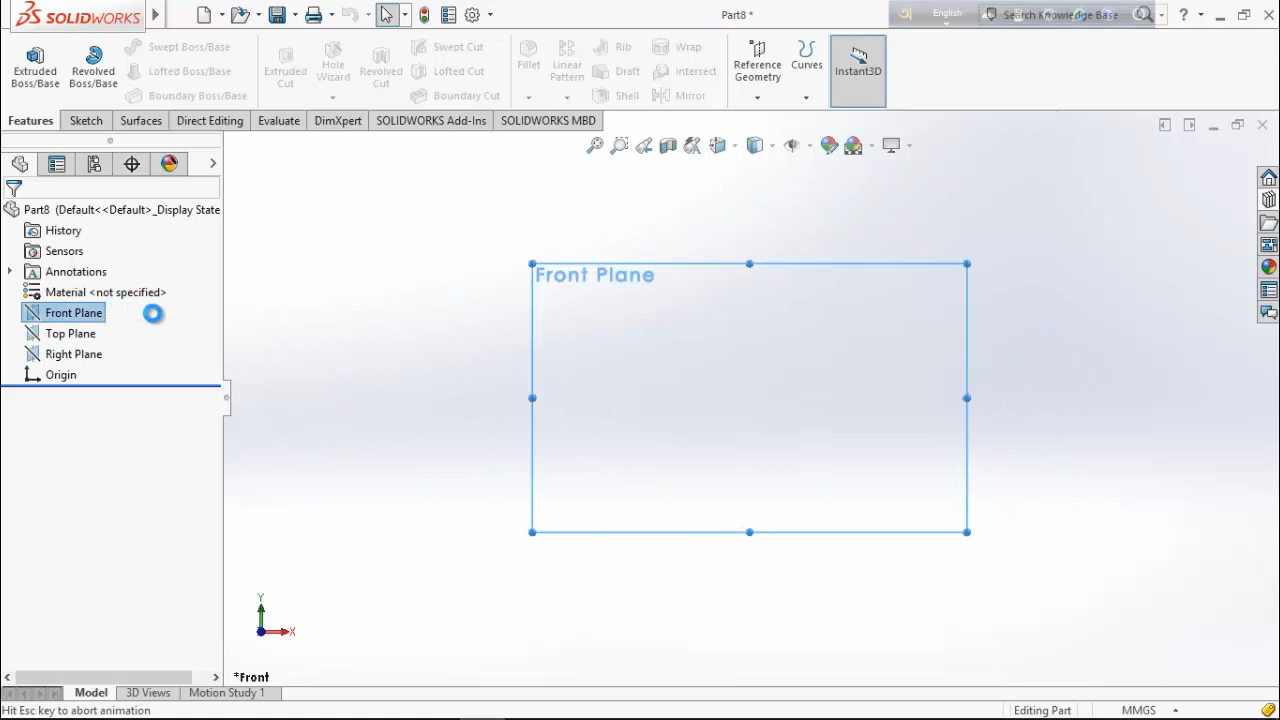 SOLIDWORKS
Part8 *
English
Search Knowledge Base
?
Extruded Boss/Base
Revolved Boss/Base
Swept Boss/Base
Lofted Boss/Base
Boundary Boss/Base
Extruded Cut
Hole Wizard
Revolved Cut
Swept Cut
Lofted Cut
Boundary Cut
Fillet
Linear Pattern
Rib
Draft
Shell
Wrap
Intersect
Mirror
Reference Geometry
Curves
Instant3D
Features
Sketch
Surfaces
Direct Editing
Evaluate
DimXpert
SOLIDWORKS Add-Ins
SOLIDWORKS MBD
Part8 (Default<<Default>_Display State
History
Sensors
Annotations
Material <not specified>
Front Plane
Top Plane
Right Plane
Origin
Front Plane
Y
X
*Front
Model
3D Views
Motion Study 1
Hit Esc key to abort animation
Editing Part
MMGS